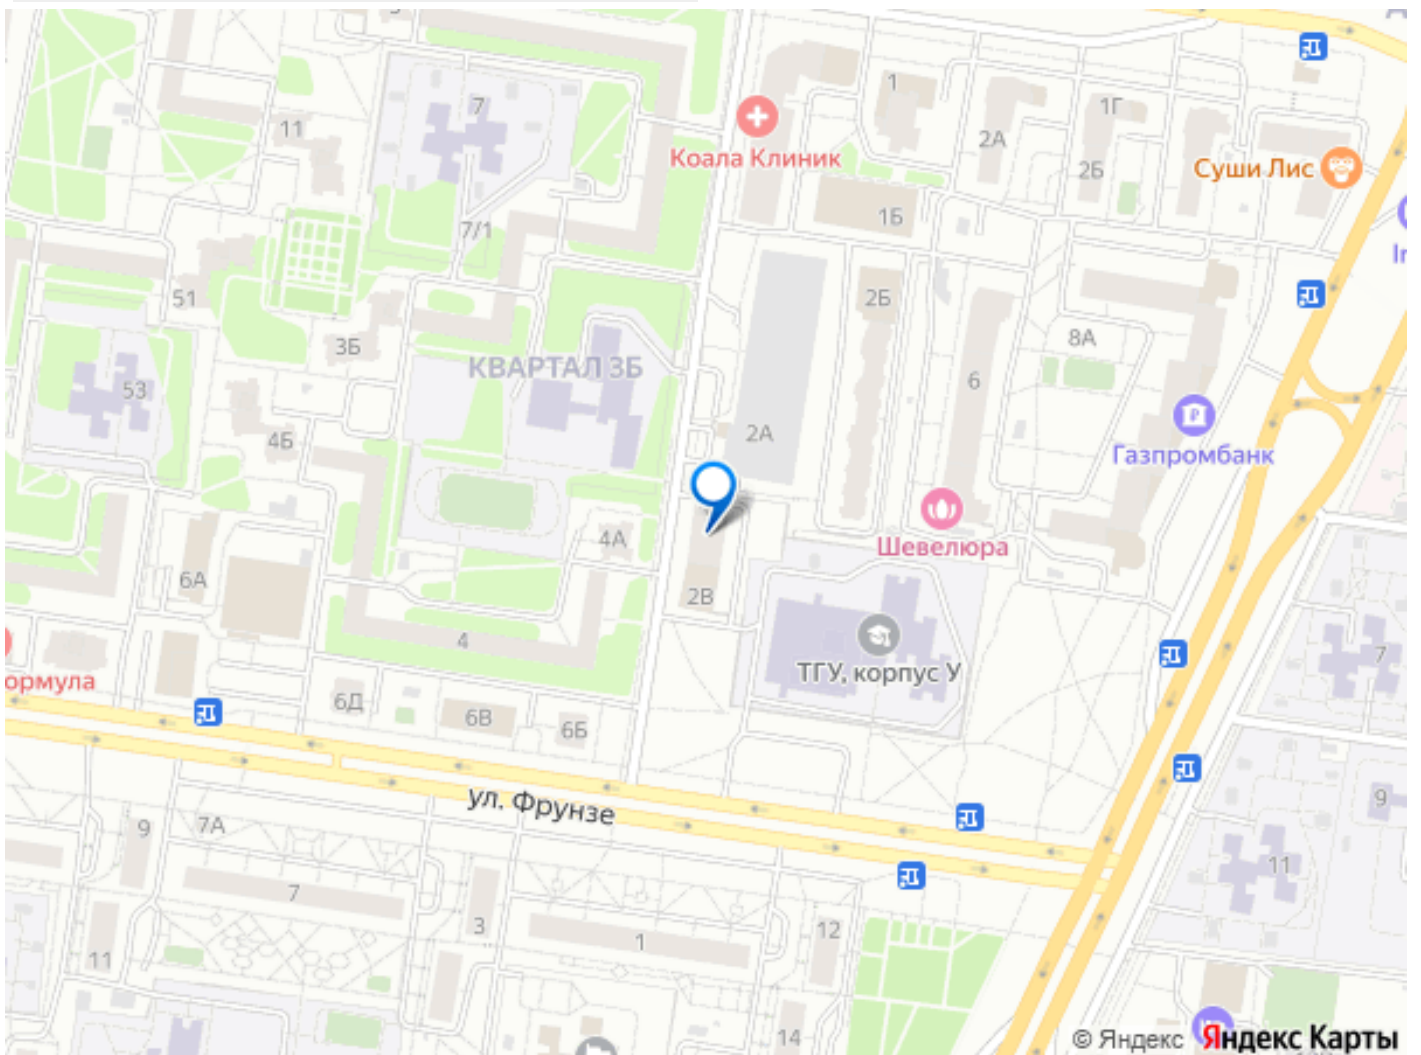 7
1
1Г
11
2А
Коала Клиник
Суши Лис
2Б
1Б
7/1
51
2Б
3Б
8А
КВАРТАЛ 3Б
53
6
2А
4Б
Газпромбанк
4А
Шевелюра
6А
2В
4
ТГУ, корпус У
7
ормула
6Д
6В
6Б
ул. Фрунзе
9
9
7А
11
7
3
1
12
11
14
© Яндекс
Яндекс Карты